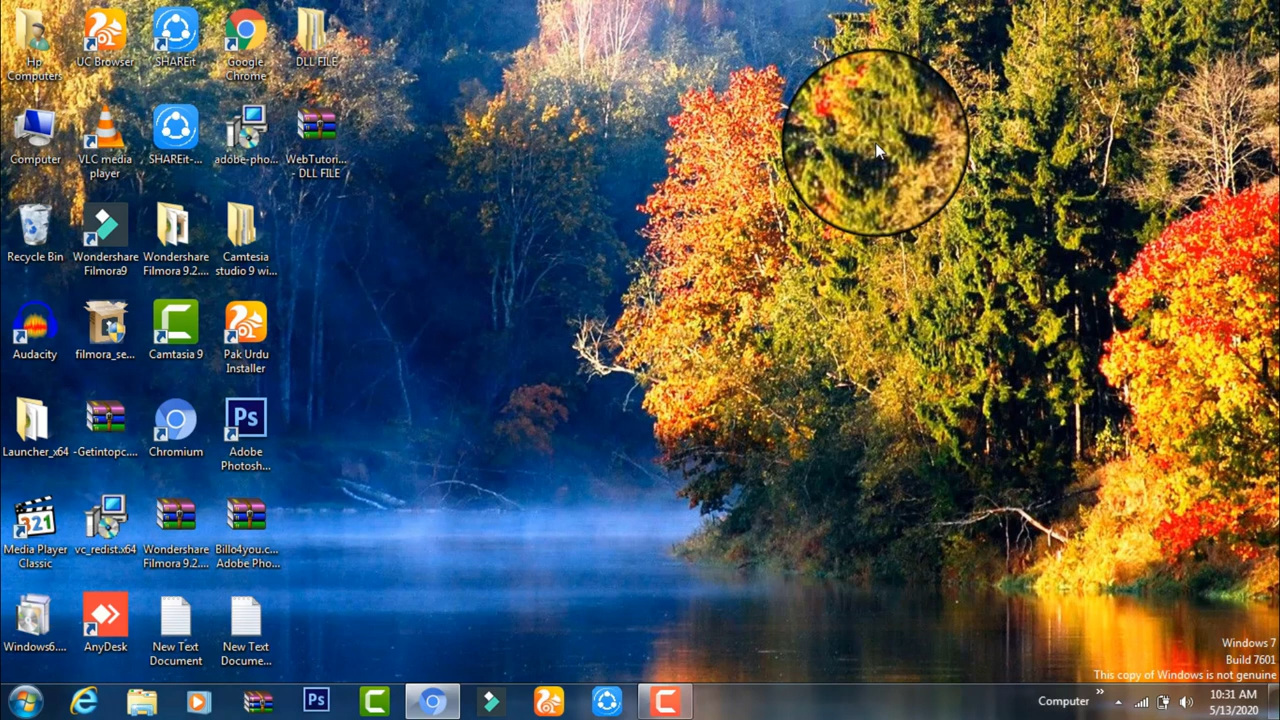 Hp
Computers
UC Browser
SHAREit
Google
Chrome
DLL FILE
Computer
VLC media
player
SHAREit-...
adobe-pho...
WebTutori...
- DLL FILE
Recycle Bin
Wondershare
Filmora9
Wondershare
Filmora 9.2....
Camtesia
studio 9 wi...
Audacity
filmora_se...
Camtasia 9
Pak Urdu
Installer
Launcher_x64
-Getintopc....
Chromium
Ps
Adobe
Photosh...
321
Media Player
Classic
vc_redist.x64
Wondershare
Filmora 9.2....
Billo4you.c...
Adobe Pho...
Windows6....
AnyDesk
New Text
Document
New Text
Docume...
Windows 7
Build 7601
This copy of Windows is not genuine
Ps
Computer
»
10:31 AM
5/13/2020